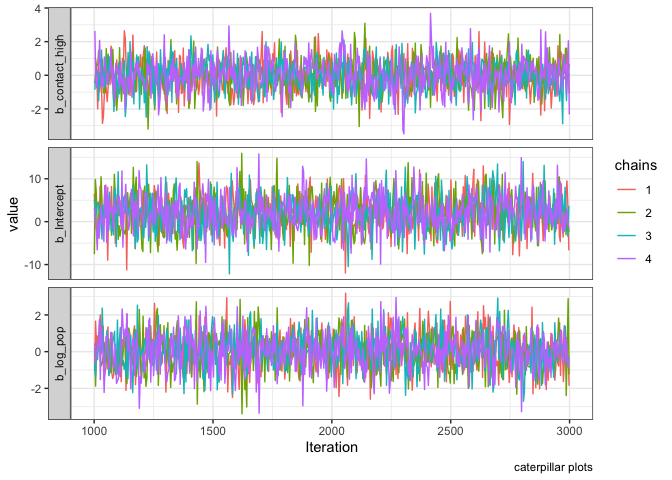 4
2
0
-2
b_contact_high
10
0
-10
b_Intercept
2
0
-2
b_log_pop
value
1000
1500
2000
2500
3000
Iteration
chains
1
2
3
4
caterpillar plots